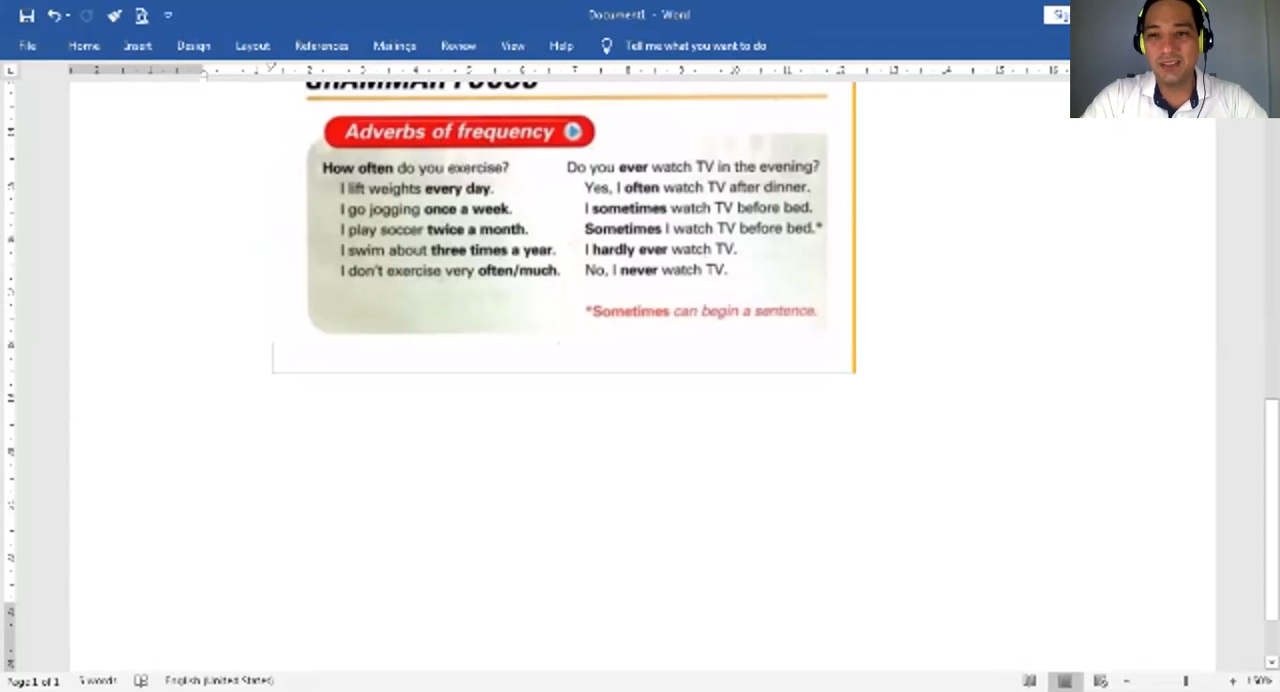 Document1 - Word
File Home Insert Design Layout References Mailings Review View Help Tell me what you want to do
GRAMMAR FOCUS
Adverbs of frequency
How often do you exercise?
I lift weights every day.
I go jogging once a week.
I play soccer twice a month.
I swim about three times a year.
I don't exercise very often/much.
Do you ever watch TV in the evening?
Yes, I often watch TV after dinner.
I sometimes watch TV before bed.
Sometimes I watch TV before bed.*
I hardly ever watch TV.
No, I never watch TV.
*Sometimes can begin a sentence.
Page 1 of 1 5 words English (United States)